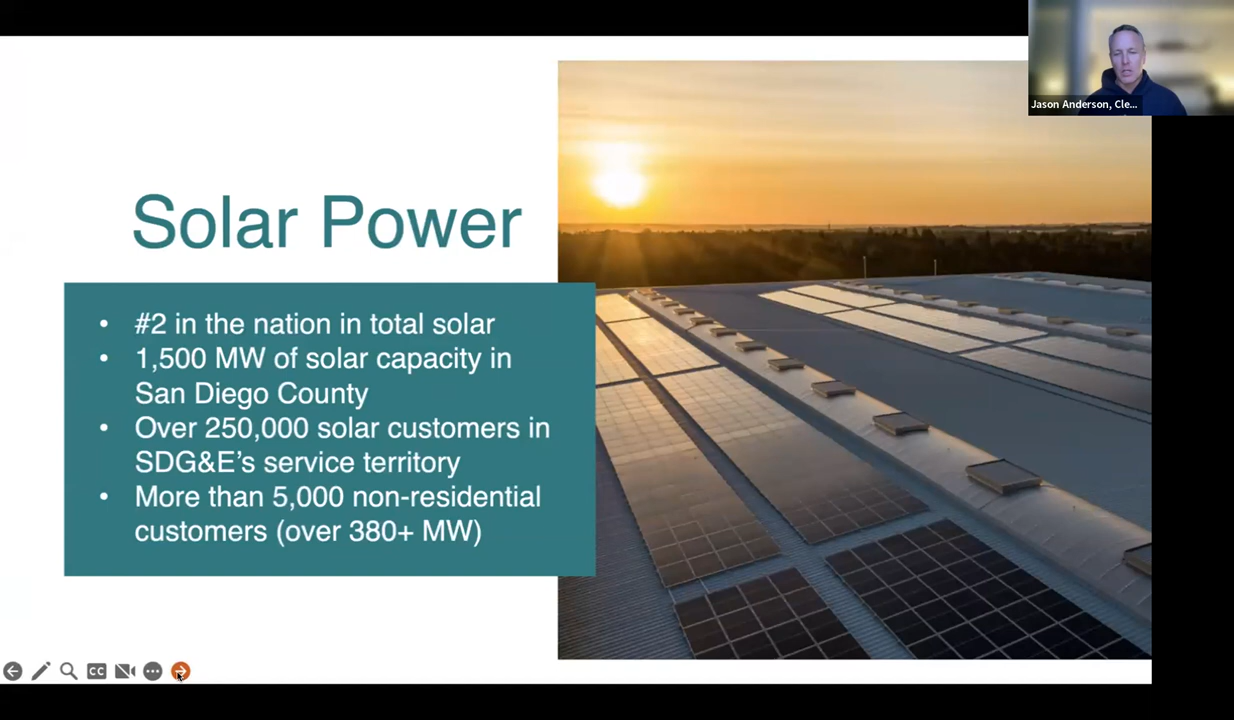 Jason Anderson, Cle...
Solar Power
• #2 in the nation in total solar
• 1,500 MW of solar capacity in
San Diego County
• Over 250,000 solar customers in
SDG&E’s service territory
• More than 5,000 non-residential
customers (over 380+ MW)
CC